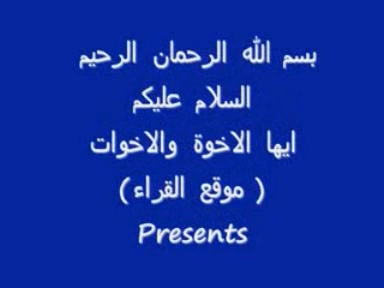 بسم الله الرحمان الرحيم
السلام عليكم
ايها الاخوة والاخوات
( موقع القراء )
Presents